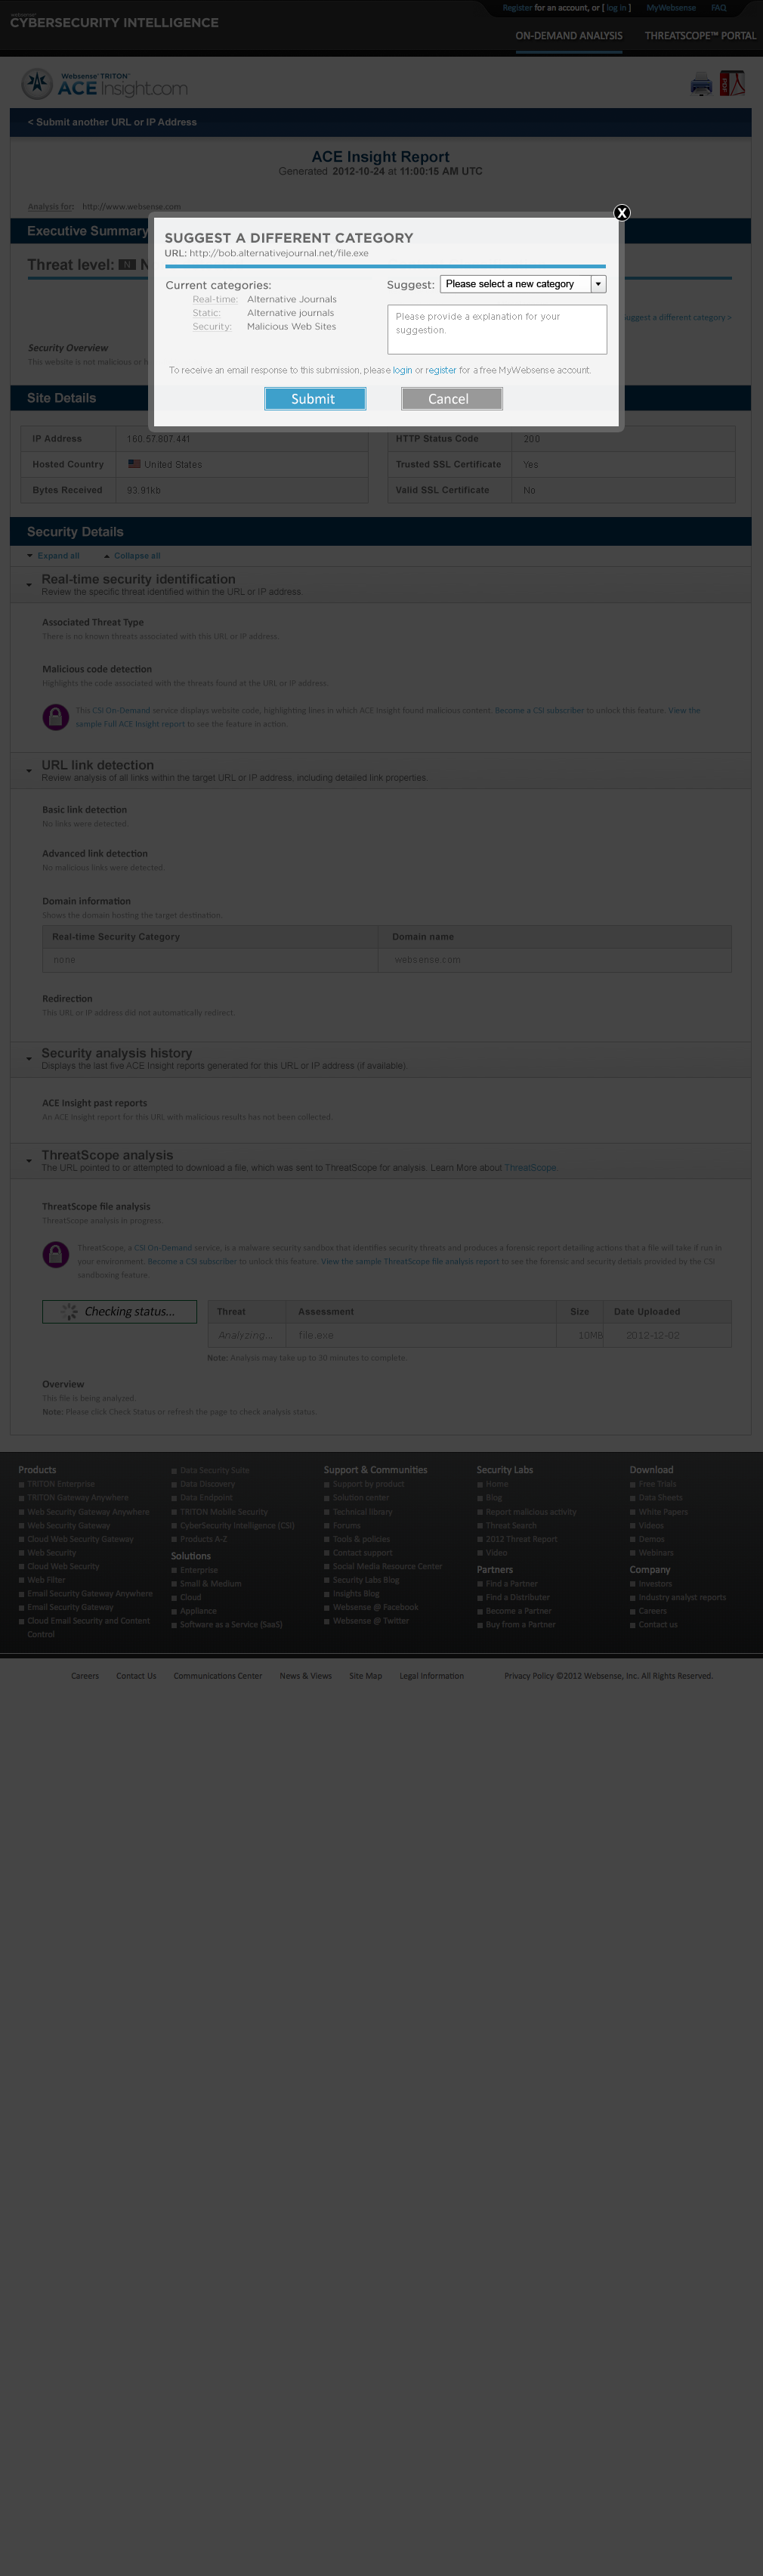 websense
CYBERSECURITY INTELLIGENCE
Register for an account, or [ log in ] MyWebsense FAQ
ON-DEMAND ANALYSIS THREATSCOPE™ PORTAL
Websense® TRITON™
ACE Insight.com
< Submit another URL or IP Address
ACE Insight Report
Generated 2012-10-24 at 11:00:15 AM UTC
Analysis for: http://www.websense.com
Executive Summary
Threat level: N
X
SUGGEST A DIFFERENT CATEGORY
URL: http://bob.alternativejournal.net/file.exe
Current categories:
Real-time: Alternative Journals
Static: Alternative journals
Security: Malicious Web Sites
Suggest: Please select a new category
Please provide a explanation for your
suggestion.
To receive an email response to this submission, please login or register for a free MyWebsense account.
Submit Cancel
Suggest a different category >
Security Overview
This website is not malicious or
Site Details
IP Address 160.57.807.441
Hosted Country United States
Bytes Received 93.91kb
HTTP Status Code 200
Trusted SSL Certificate Yes
Valid SSL Certificate No
Security Details
Expand all Collapse all
Real-time security identification
Review the specific threat identified within the URL or IP address.
Associated Threat Type
There is no known threats associated with this URL or IP address.
Malicious code detection
Highlights the code associated with the threats found at the URL or IP address.
This CSI On-Demand service displays website code, highlighting lines in which ACE Insight found malicious content. Become a CSI subscriber to unlock this feature. View the
sample Full ACE Insight report to see the feature in action.
URL link detection
Review analysis of all links within the target URL or IP address, including detailed link properties.
Basic link detection
No links were detected.
Advanced link detection
No malicious links were detected.
Domain information
Shows the domain hosting the target destination.
Real-time Security Category Domain name
none websense.com
Redirection
This URL or IP address did not automatically redirect.
Security analysis history
Displays the last five ACE Insight reports generated for this URL or IP address (if available).
ACE Insight past reports
An ACE Insight report for this URL with malicious results has not been collected.
ThreatScope analysis
The URL pointed to or attempted to download a file, which was sent to ThreatScope for analysis. Learn More about ThreatScope.
ThreatScope file analysis
ThreatScope analysis in progress.
ThreatScope, a CSI On-Demand service, is a malware security sandbox that identifies security threats and produces a forensic report detailing actions that a file will take if run in
your environment. Become a CSI subscriber to unlock this feature. View the sample ThreatScope file analysis report to see the forensic and security details provided by the CSI
sandboxing feature.
Checking status...
Threat Assessment Size Date Uploaded
Analyzing... file.exe 10MB 2012-12-02
Note: Analysis may take up to 30 minutes to complete.
Overview
This file is being analyzed.
Note: Please click Check Status or refresh the page to check analysis status.
Products
TRITON Enterprise
TRITON Gateway Anywhere
Web Security Gateway Anywhere
Web Security Gateway
Cloud Web Security Gateway
Web Security
Cloud Web Security
Web Filter
Email Security Gateway Anywhere
Email Security Gateway
Cloud Email Security and Content
Control
Data Security Suite
Data Discovery
Data Endpoint
TRITON Mobile Security
CyberSecurity Intelligence (CSI)
Products A-Z
Solutions
Enterprise
Small & Medium
Cloud
Appliance
Software as a Service (SaaS)
Support & Communities
Support by product
Solution center
Technical library
Forums
Tools & policies
Contact support
Social Media Resource Center
Security Labs Blog
Insights Blog
Websense @ Facebook
Websense @ Twitter
Security Labs
Home
Blog
Report malicious activity
Threat Search
2012 Threat Report
Video
Partners
Find a Partner
Find a Distributer
Become a Partner
Buy from a Partner
Download
Free Trials
Data Sheets
White Papers
Videos
Demos
Webinars
Company
Investors
Industry analyst reports
Careers
Contact us
Careers Contact Us Communications Center News & Views Site Map Legal Information Privacy Policy ©2012 Websense, Inc. All Rights Reserved.